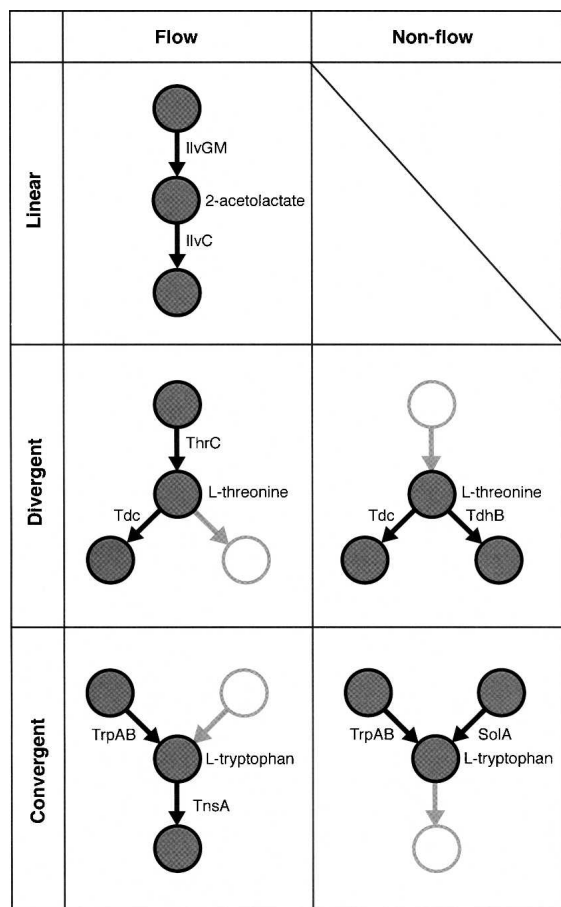 Flow
Non-flow
Linear
IlvGM
2-acetolactate
IlvC
Divergent
ThrC
L-threonine
Tdc
L-threonine
Tdc
TdhB
Convergent
TrpAB
L-tryptophan
TnsA
TrpAB
SolA
L-tryptophan